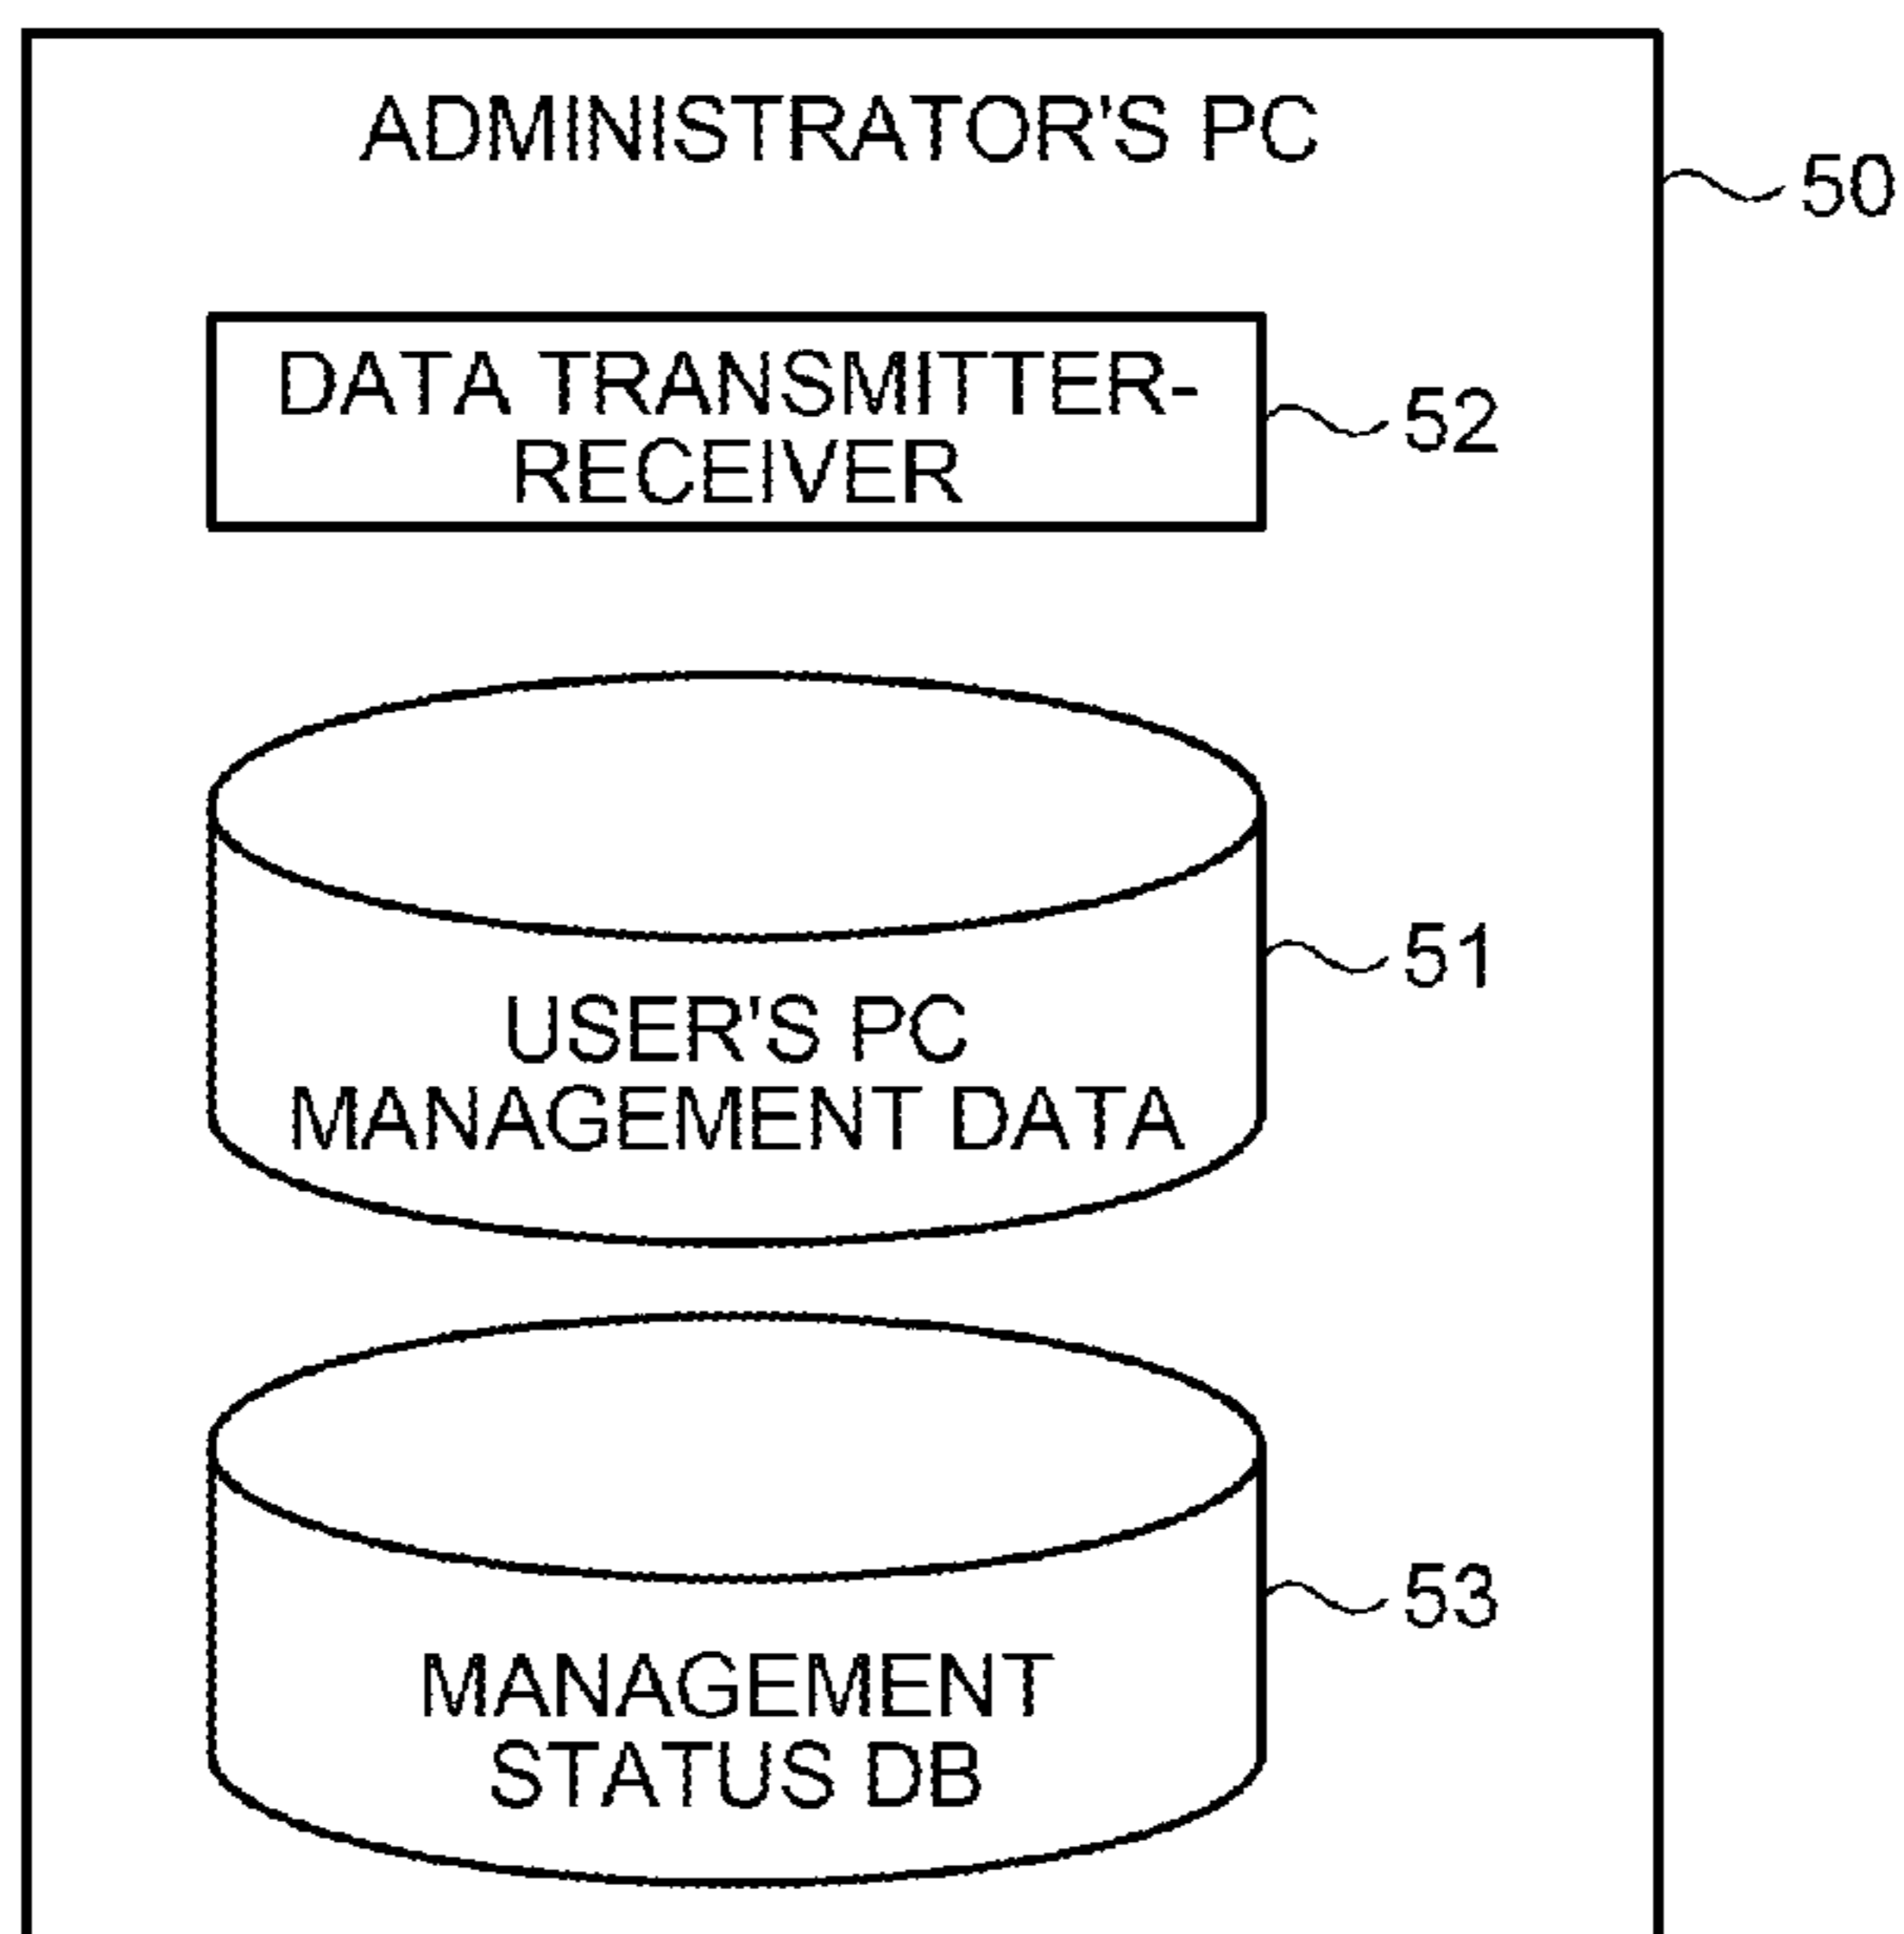 ADMINISTRATOR'S PC
50
DATA TRANSMITTER-
RECEIVER
52
51
USER'S PC
MANAGEMENT DATA
53
MANAGEMENT
STATUS DB